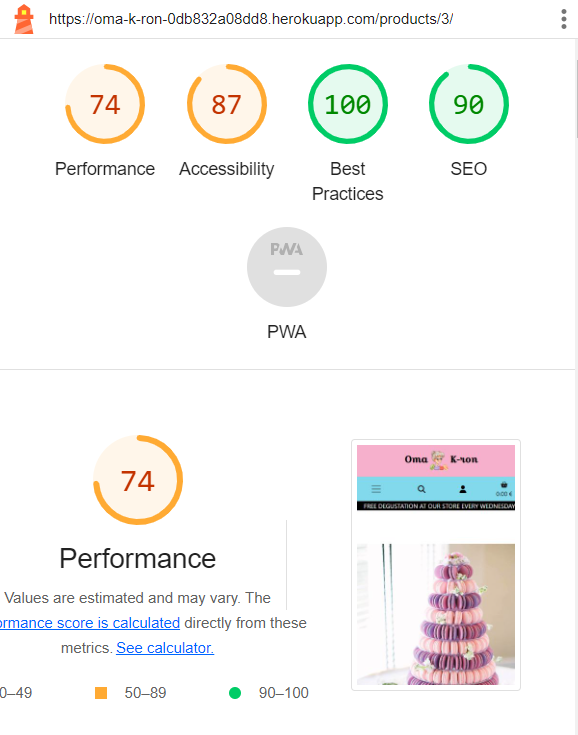 https://oma-k-ron-0db832a08dd8.herokuapp.com/products/3/
74
87
100
90
Performance
Accessibility
Best
Practices
SEO
PWA
PWA
74
Performance
Values are estimated and may vary. The
ormance score is calculated directly from these
metrics. See calculator.
0–49
50–89
90–100
Oma K-ron
0.00 €
FREE DEGUSTATION AT OUR STORE EVERY WEDNESDAY